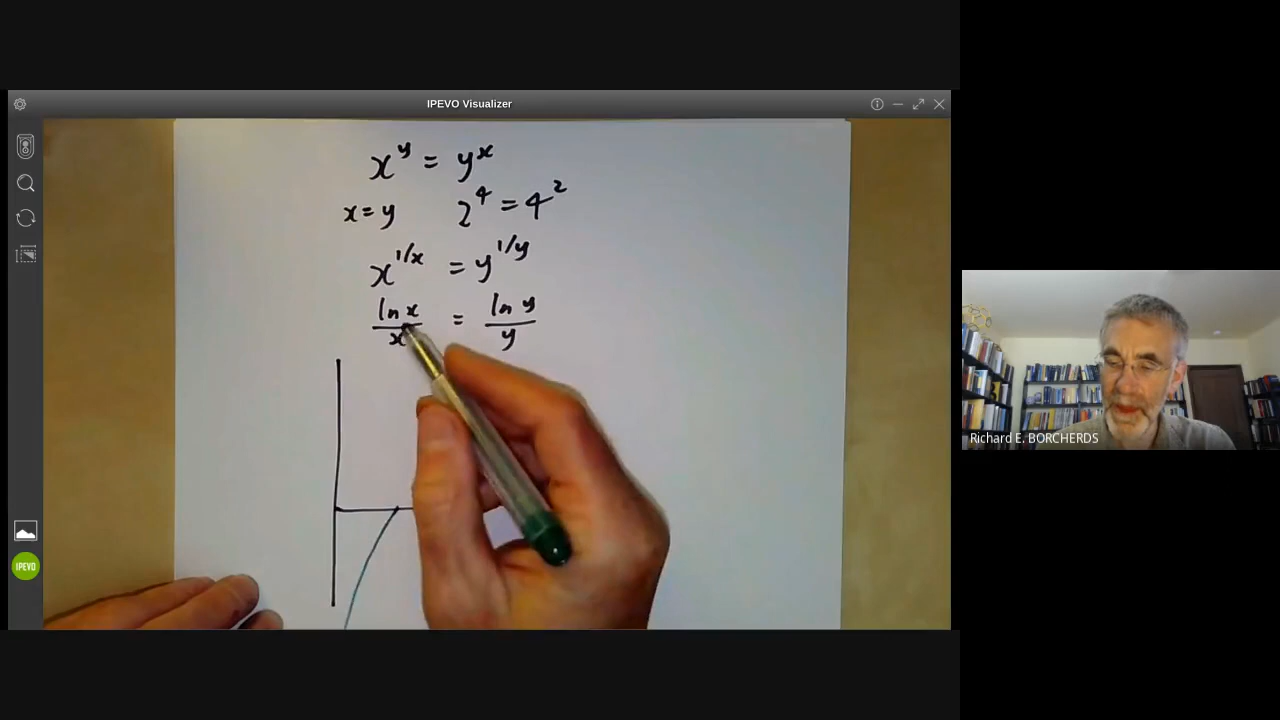 IPEVO Visualizer
x^y = y^x
x = y 2^4 = 4^2
x^{1/x} = y^{1/y}
ln x / x = ln y / y
Richard E. BORCHERDS
IPEVO